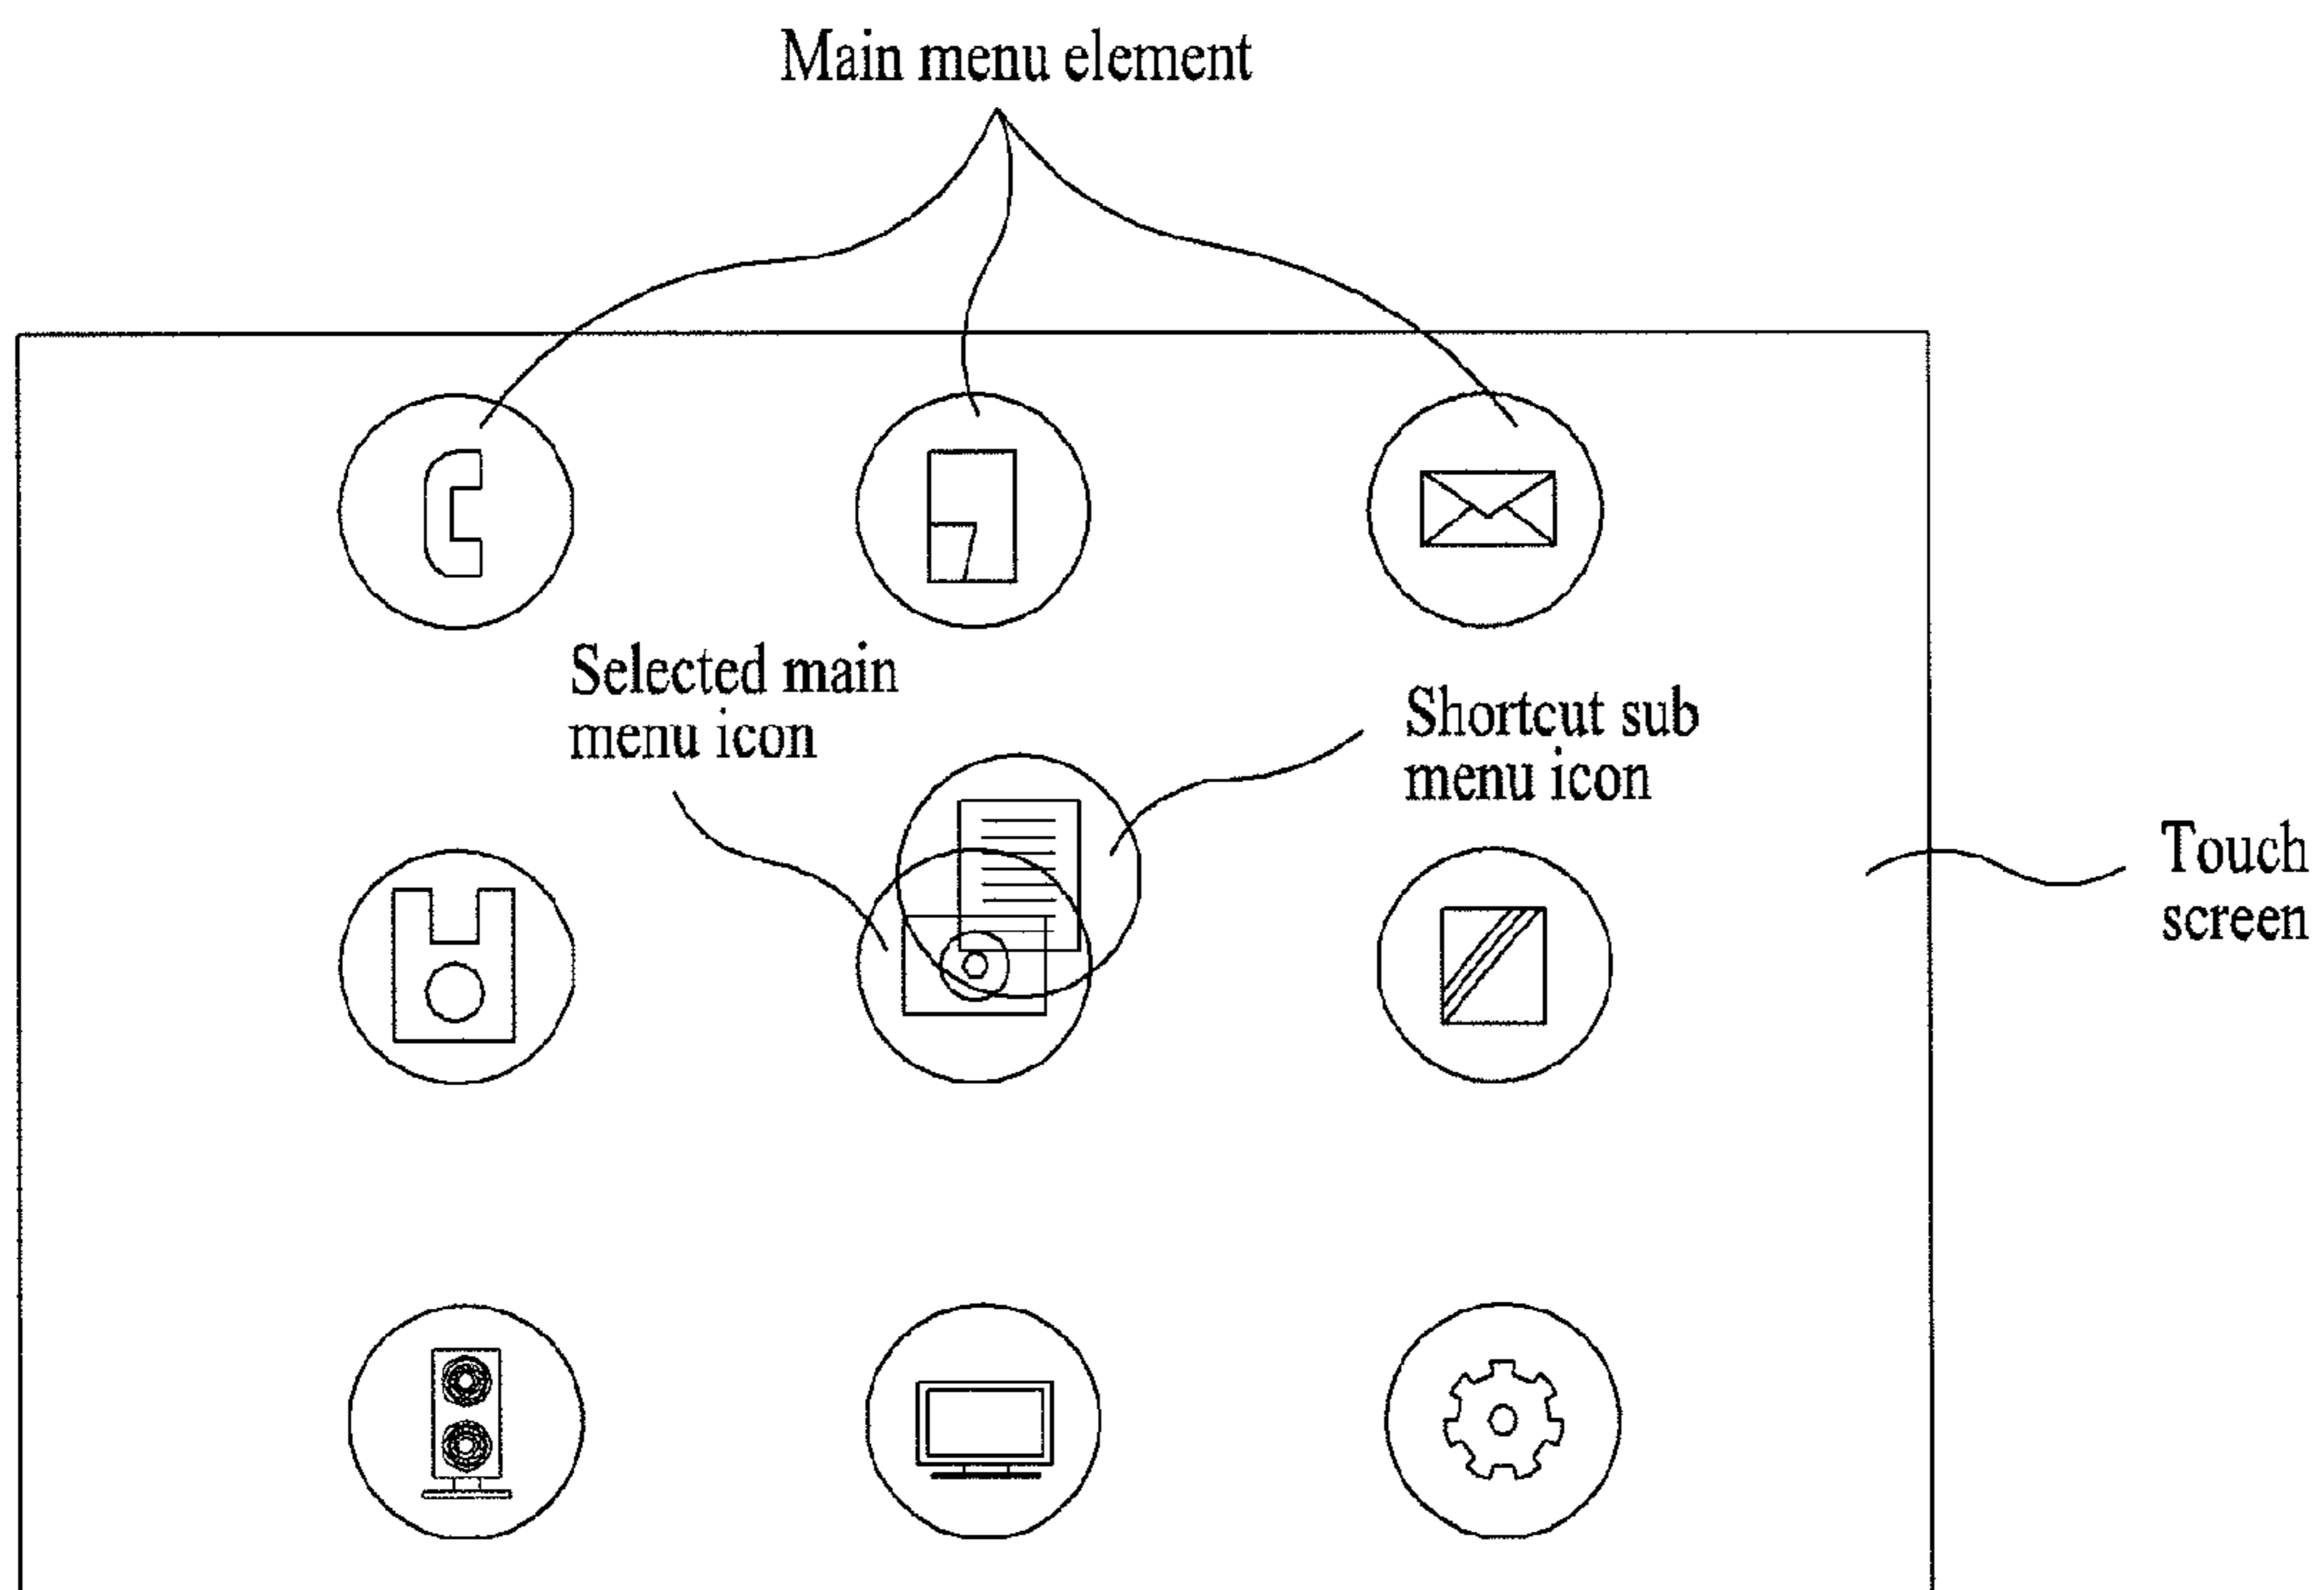 Main menu element
Selected main
menu icon
Shortcut sub
menu icon
Touch
screen